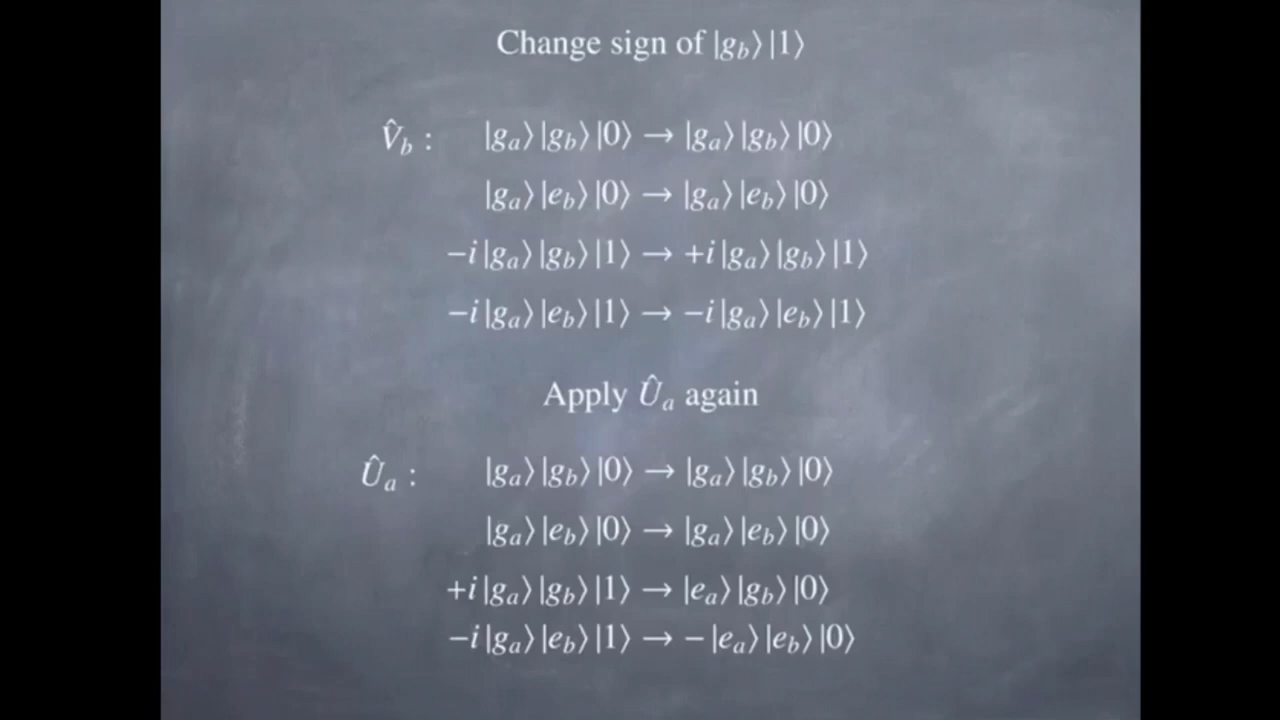 Change sign of |g_b⟩|1⟩
V̂_b : |g_a⟩|g_b⟩|0⟩ → |g_a⟩|g_b⟩|0⟩
|g_a⟩|e_b⟩|0⟩ → |g_a⟩|e_b⟩|0⟩
−i|g_a⟩|g_b⟩|1⟩ → +i|g_a⟩|g_b⟩|1⟩
−i|g_a⟩|e_b⟩|1⟩ → −i|g_a⟩|e_b⟩|1⟩
Apply Û_a again
Û_a : |g_a⟩|g_b⟩|0⟩ → |g_a⟩|g_b⟩|0⟩
|g_a⟩|e_b⟩|0⟩ → |g_a⟩|e_b⟩|0⟩
+i|g_a⟩|g_b⟩|1⟩ → |e_a⟩|g_b⟩|0⟩
−i|g_a⟩|e_b⟩|1⟩ → −|e_a⟩|e_b⟩|0⟩